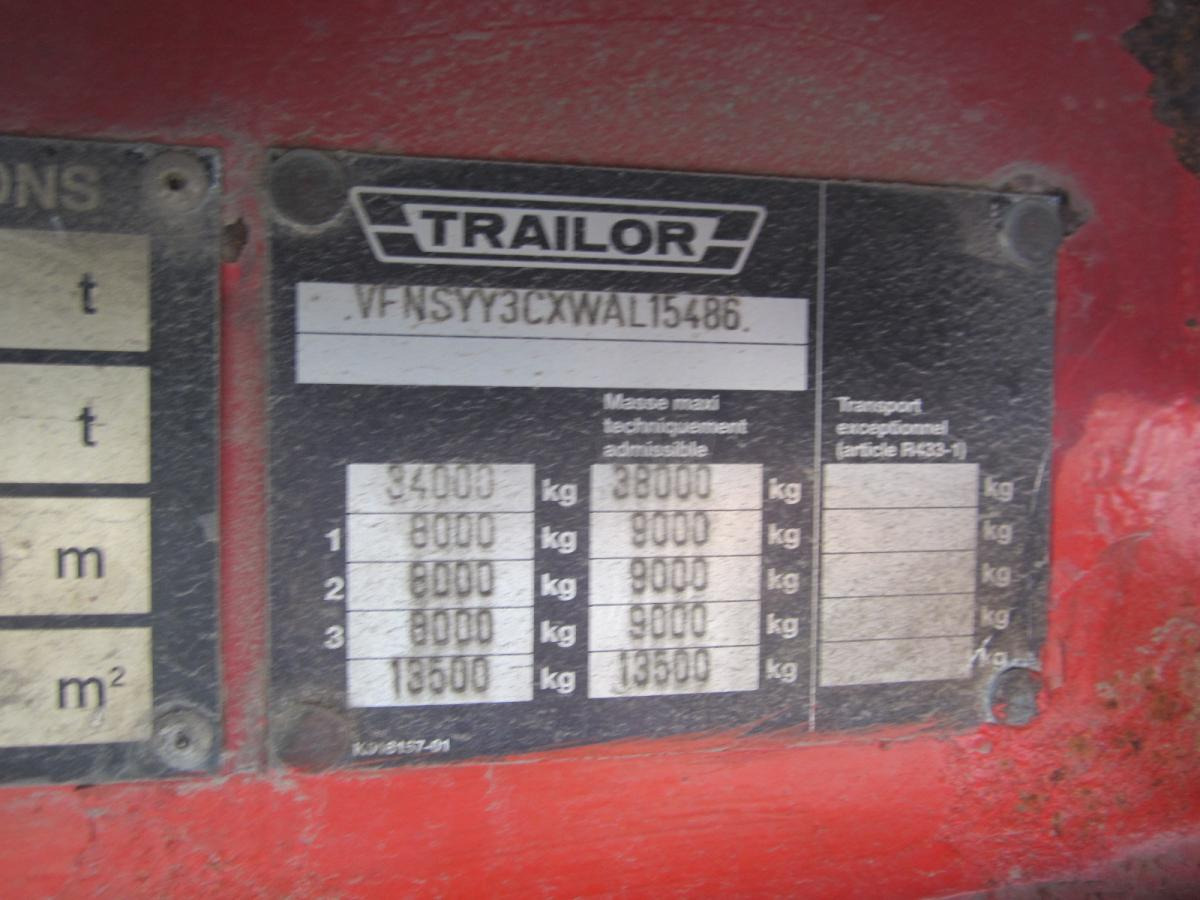 ONS
t
t
m
m²
TRAILOR
.VFNSYY3CXWAL15486.
Masse maxi
techniquement
admissible
Transport
exceptionnel
(article R433-1)
34000 kg 38000 kg kg
1 8000 kg 9000 kg kg
2 8000 kg 9000 kg kg
3 8000 kg 9000 kg kg
13500 kg 13500 kg kg